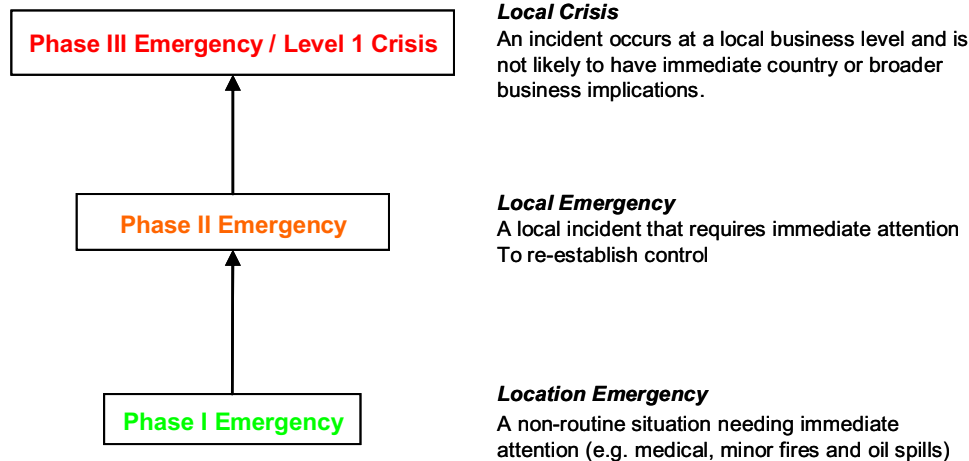 Phase III Emergency / Level 1 Crisis
Local Crisis
An incident occurs at a local business level and is
not likely to have immediate country or broader
business implications.
Phase II Emergency
Local Emergency
A local incident that requires immediate attention
To re-establish control
Phase I Emergency
Location Emergency
A non-routine situation needing immediate
attention (e.g. medical, minor fires and oil spills)